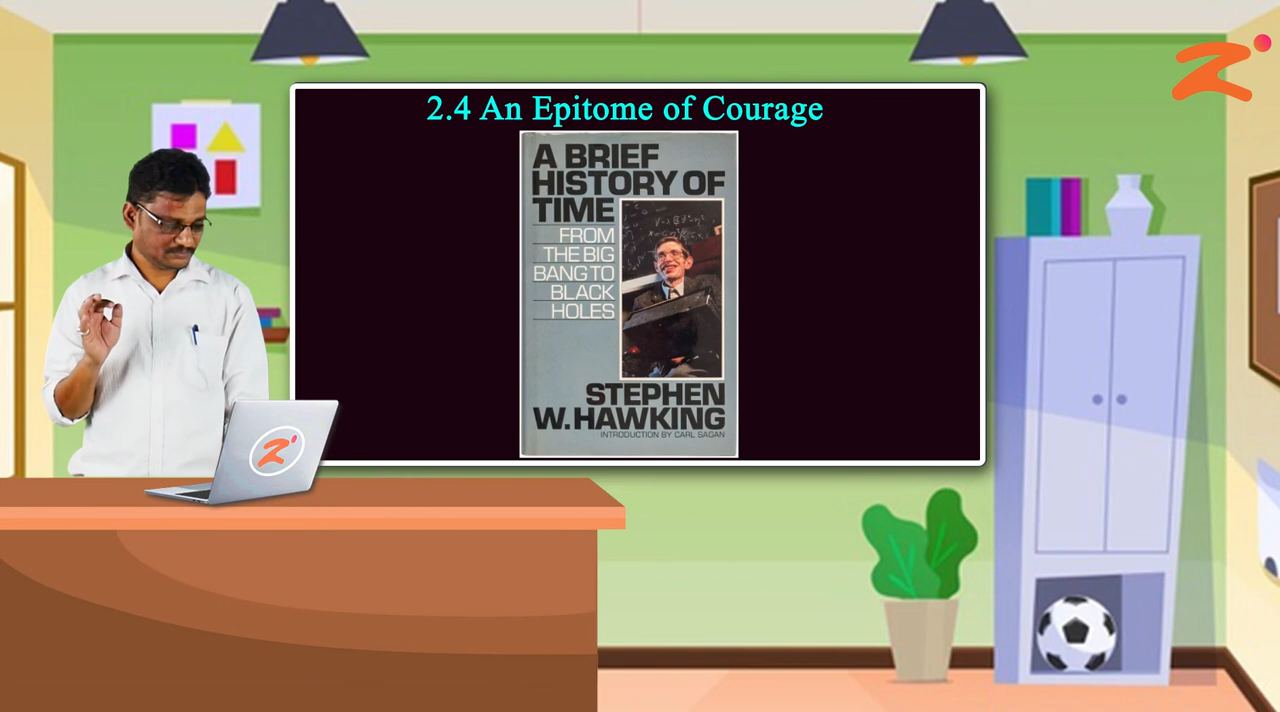 2.4 An Epitome of Courage
A BRIEF
HISTORY OF
TIME
FROM
THE BIG
BANG TO
BLACK
HOLES
STEPHEN
W. HAWKING
INTRODUCTION BY CARL SAGAN